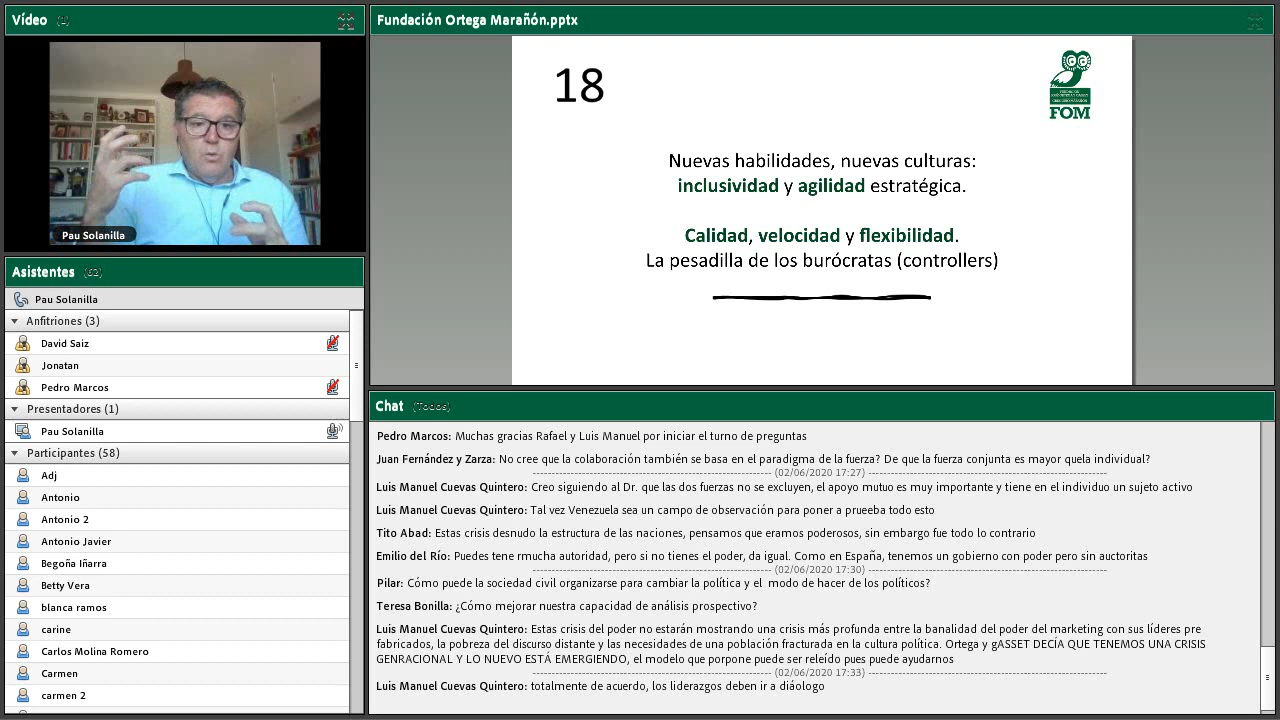 Vídeo (1)
Pau Solanilla
Asistentes (62)
Pau Solanilla
Anfitriones (3)
David Saiz
Jonatan
Pedro Marcos
Presentadores (1)
Pau Solanilla
Participantes (58)
Adj
Antonio
Antonio 2
Antonio Javier
Begoña Iñarra
Betty Vera
blanca ramos
carine
Carlos Molina Romero
Carmen
carmen 2
Fundación Ortega Marañón.pptx
18
FOM
Nuevas habilidades, nuevas culturas:
inclusividad y agilidad estratégica.
Calidad, velocidad y flexibilidad.
La pesadilla de los burócratas (controllers)
Chat (Todos)
Pedro Marcos: Muchas gracias Rafael y Luis Manuel por iniciar el turno de preguntas
Juan Fernández y Zarza: No cree que la colaboración también se basa en el paradigma de la fuerza? De que la fuerza conjunta es mayor quela individual?
(02/06/2020 17:27)
Luis Manuel Cuevas Quintero: Creo siguiendo al Dr. que las dos fuerzas no se excluyen, el apoyo mutuo es muy importante y tiene en el individuo un sujeto activo
Luis Manuel Cuevas Quintero: Tal vez Venezuela sea un campo de observación para poner a prueeba todo esto
Tito Abad: Estas crisis desnudo la estructura de las naciones, pensamos que eramos poderosos, sin embargo fue todo lo contrario
Emilio del Río: Puedes tene rmucha autoridad, pero si no tienes el poder, da igual. Como en España, tenemos un gobierno con poder pero sin auctoritas
(02/06/2020 17:30)
Pilar: Cómo puede la sociedad civil organizarse para cambiar la política y el modo de hacer de los políticos?
Teresa Bonilla: ¿Cómo mejorar nuestra capacidad de análisis prospectivo?
Luis Manuel Cuevas Quintero: Estas crisis del poder no estarán mostrando una crisis más profunda entre la banalidad del poder del marketing con sus líderes pre
fabricados, la pobreza del discurso distante y las necesidades de una población fracturada en la cultura política. Ortega y gASSET DECÍA QUE TENEMOS UNA CRISIS
GENRACIONAL Y LO NUEVO ESTÁ EMERGIENDO, el modelo que porpone puede ser releído pues puede ayudarnos
(02/06/2020 17:33)
Luis Manuel Cuevas Quintero: totalmente de acuerdo, los liderazgos deben ir a diáologo